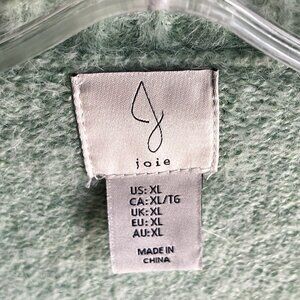 joie
US: XL
CA: XL/TG
UK: XL
EU: XL
AU: XL
MADE IN
CHINA